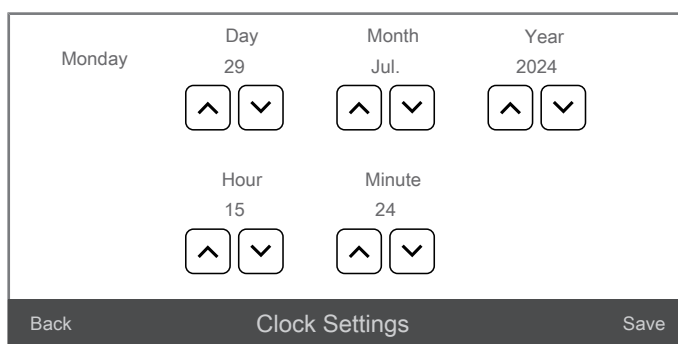 Day Month Year
Monday 29 Jul. 2024
Hour Minute
15 24
Back Clock Settings Save